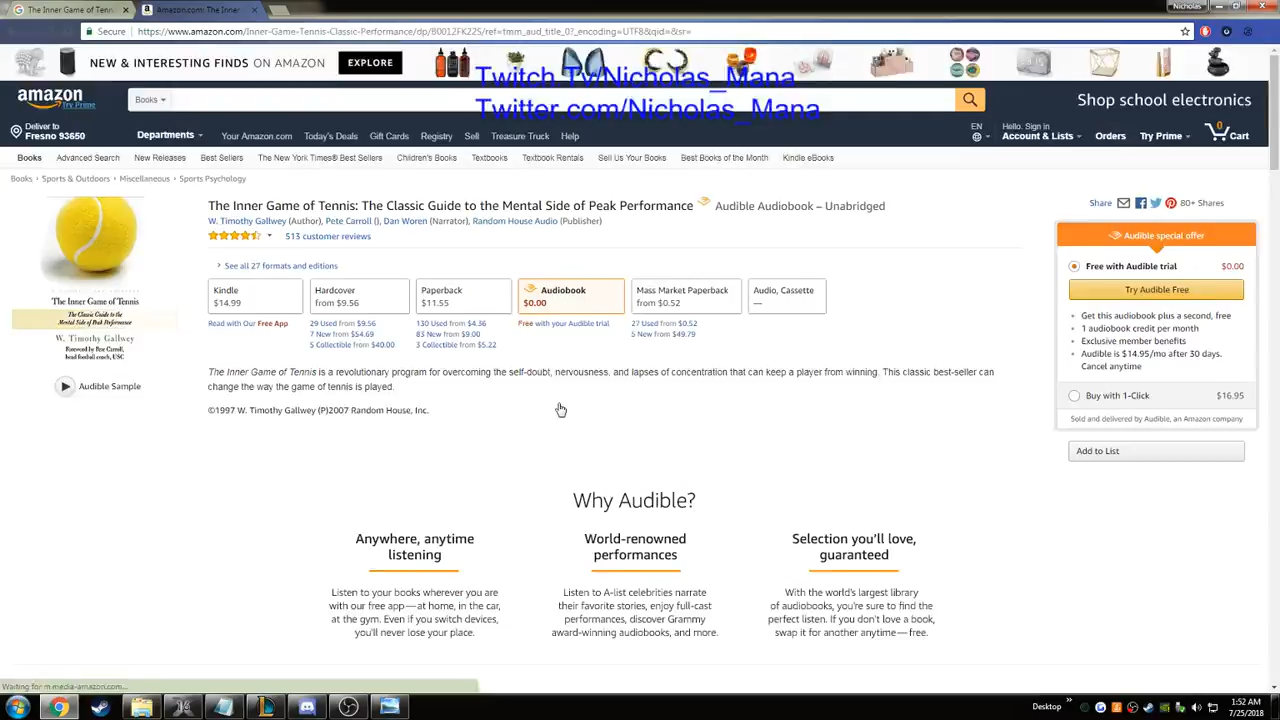 The Inner Game of Tenni
Amazon.com: The Inner
Nicholas
Secure
https://www.amazon.com/Inner-Game-Tennis-Classic-Performance/dp/B0012FK22S/ref=tmm_aud_title_0?_encoding=UTF8&qid=&sr=
NEW & INTERESTING FINDS ON AMAZON
EXPLORE
Twitch.Tv/Nicholas_Mana
Twitter.com/Nicholas_Mana
amazon
Try Prime
Books
Shop school electronics
Deliver to
Fresno 93650
Departments
Your Amazon.com Today's Deals Gift Cards Registry Sell Treasure Truck Help
EN
Hello. Sign in
Account & Lists
Orders
Try Prime
0
Cart
Books Advanced Search New Releases Best Sellers The New York Times® Best Sellers Children's Books Textbooks Textbook Rentals Sell Us Your Books Best Books of the Month Kindle eBooks
Books › Sports & Outdoors › Miscellaneous › Sports Psychology
The Inner Game of Tennis: The Classic Guide to the Mental Side of Peak Performance Audible Audiobook – Unabridged
W. Timothy Gallwey (Author), Pete Carroll (), Dan Woren (Narrator), Random House Audio (Publisher)
513 customer reviews
› See all 27 formats and editions
Kindle
$14.99
Read with Our Free App
Hardcover
from $9.56
29 Used from $9.56
7 New from $54.69
5 Collectible from $40.00
Paperback
$11.55
130 Used from $4.36
83 New from $9.00
3 Collectible from $5.22
Audiobook
$0.00
Free with your Audible trial
Mass Market Paperback
from $0.52
27 Used from $0.52
5 New from $49.79
Audio, Cassette
—
The Inner Game of Tennis is a revolutionary program for overcoming the self-doubt, nervousness, and lapses of concentration that can keep a player from winning. This classic best-seller can
change the way the game of tennis is played.
©1997 W. Timothy Gallwey (P)2007 Random House, Inc.
The Inner Game of Tennis
The Classic Guide to the
Mental Side of Peak Performance
W. Timothy Gallwey
Foreword by Pete Carroll,
head football coach, USC
Audible Sample
Share
80+ Shares
Audible special offer
Free with Audible trial $0.00
Try Audible Free
• Get this audiobook plus a second, free
• 1 audiobook credit per month
• Exclusive member benefits
• Audible is $14.95/mo after 30 days.
Cancel anytime
Buy with 1-Click $16.95
Sold and delivered by Audible, an Amazon company
Add to List
Why Audible?
Anywhere, anytime
listening
Listen to your books wherever you are
with our free app—at home, in the car,
at the gym. Even if you switch devices,
you'll never lose your place.
World-renowned
performances
Listen to A-list celebrities narrate
their favorite stories, enjoy full-cast
performances, discover Grammy
award-winning audiobooks, and more.
Selection you'll love,
guaranteed
With the world's largest library
of audiobooks, you're sure to find the
perfect listen. If you don't love a book,
swap it for another anytime—free.
Waiting for m.media-amazon.com...
Desktop
1:52 AM
7/25/2018